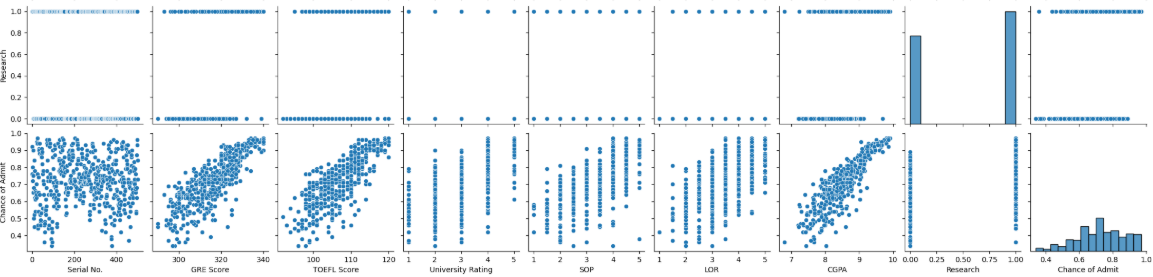 Research
1.0
0.8
0.6
0.4
0.2
0.0
Chance of Admit
1.0
0.9
0.8
0.7
0.6
0.5
0.4
0 200 400
300 320 340
100 110 120
1 2 3 4 5
1 2 3 4 5
1 2 3 4 5
7 8 9 10
0.00 0.25 0.50 0.75 1.00
0.4 0.6 0.8 1.0
Serial No. GRE Score TOEFL Score University Rating SOP LOR CGPA Research Chance of Admit